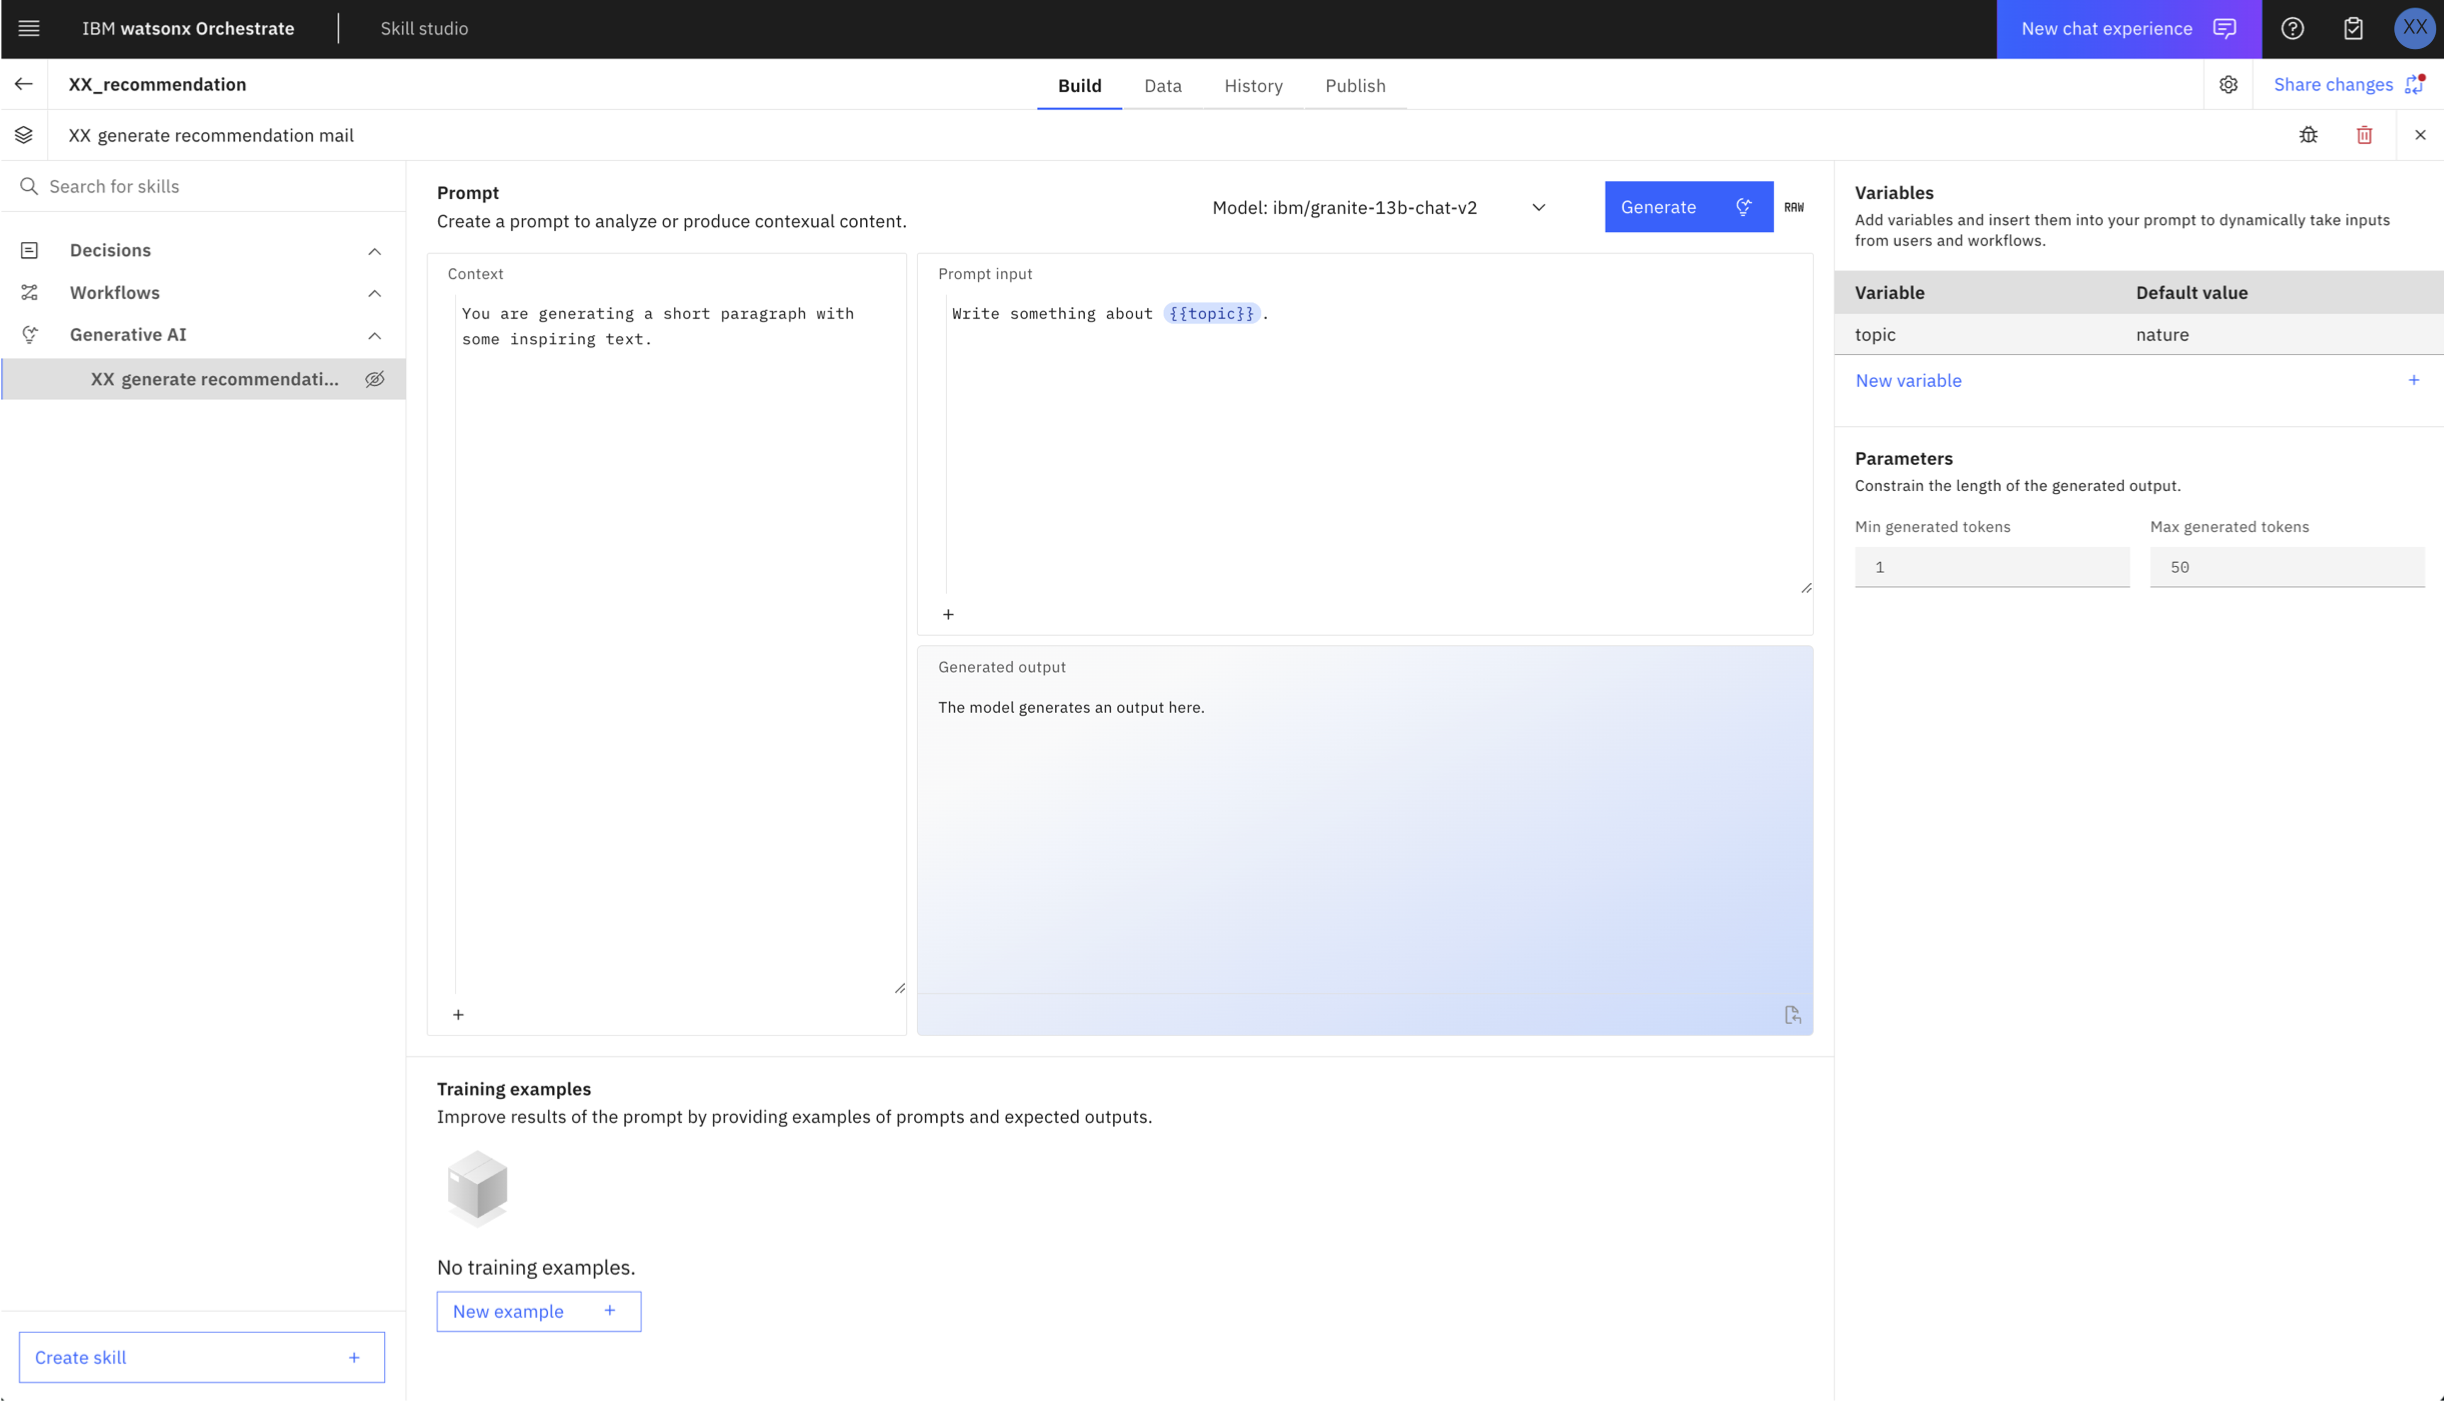 IBM watsonx Orchestrate
Skill studio
New chat experience
XX
XX_recommendation
Build
Data
History
Publish
Share changes
XX generate recommendation mail
Search for skills
Decisions
Workflows
Generative AI
XX generate recommendati...
Create skill
Prompt
Create a prompt to analyze or produce contexual content.
Model: ibm/granite-13b-chat-v2
Generate
RAW
Context
You are generating a short paragraph with
some inspiring text.
Prompt input
Write something about {{topic}}.
Generated output
The model generates an output here.
Training examples
Improve results of the prompt by providing examples of prompts and expected outputs.
No training examples.
New example
Variables
Add variables and insert them into your prompt to dynamically take inputs
from users and workflows.
Variable Default value
topic nature
New variable
Parameters
Constrain the length of the generated output.
Min generated tokens Max generated tokens
1 50